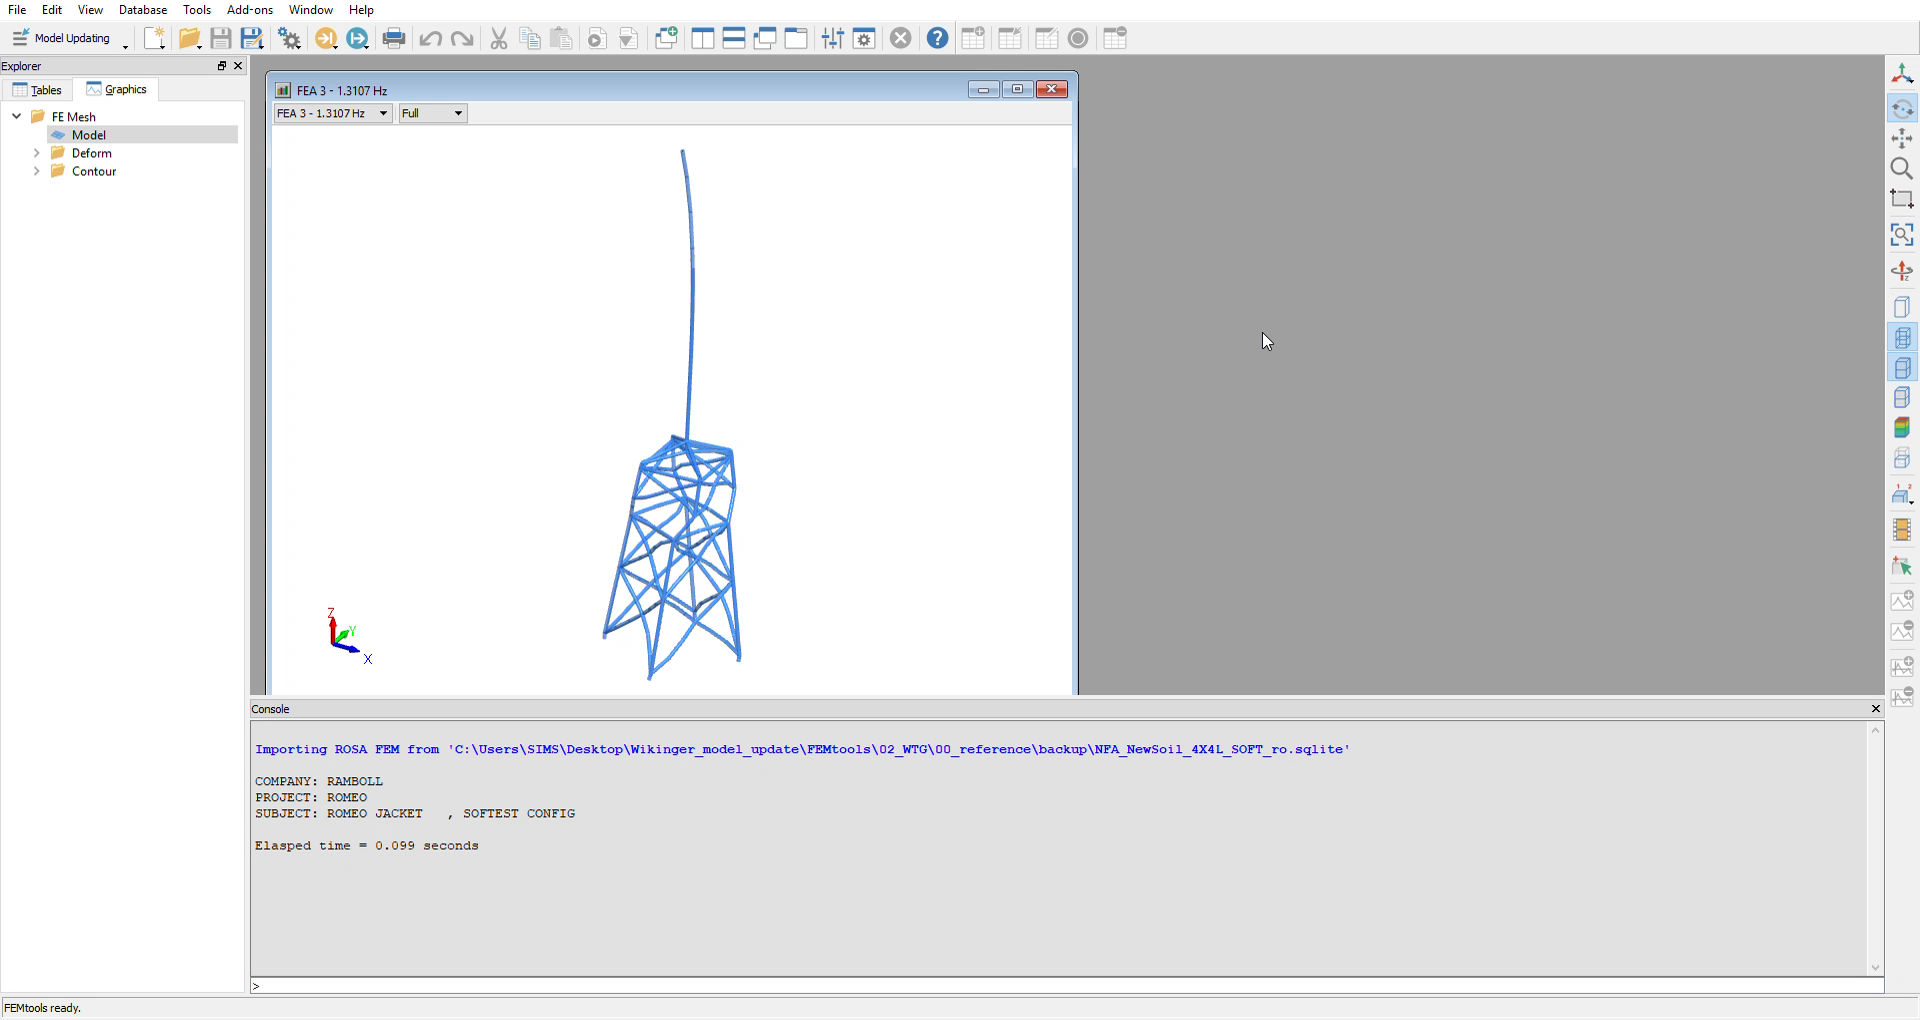 File Edit View Database Tools Add-ons Window Help
Model Updating
Explorer
Tables Graphics
FE Mesh
Model
Deform
Contour
FEA 3 - 1.3107 Hz
FEA 3 - 1.3107 Hz Full
Z
Y
X
Z
1 2
Console
Importing ROSA FEM from 'C:\Users\SIMS\Desktop\Wikinger_model_update\FEMtools\02_WTG\00_reference\backup\NFA_NewSoil_4X4L_SOFT_ro.sqlite'
COMPANY: RAMBOLL
PROJECT: ROMEO
SUBJECT: ROMEO JACKET , SOFTEST CONFIG
Elasped time = 0.099 seconds
>
FEMtools ready.